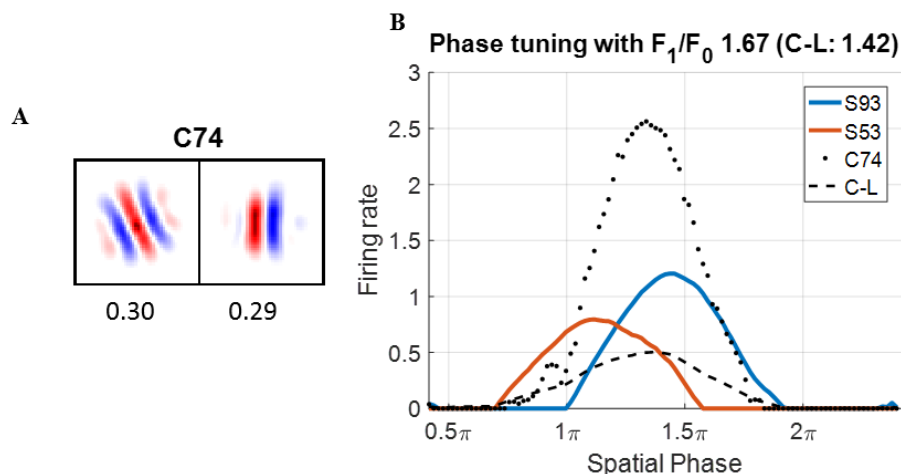 A
C74
0.30 0.29
B
Phase tuning with F1/F0 1.67 (C-L: 1.42)
3
2.5
2
1.5
1
0.5
0
Firing rate
S93
S53
C74
C-L
0.5π 1π 1.5π 2π
Spatial Phase